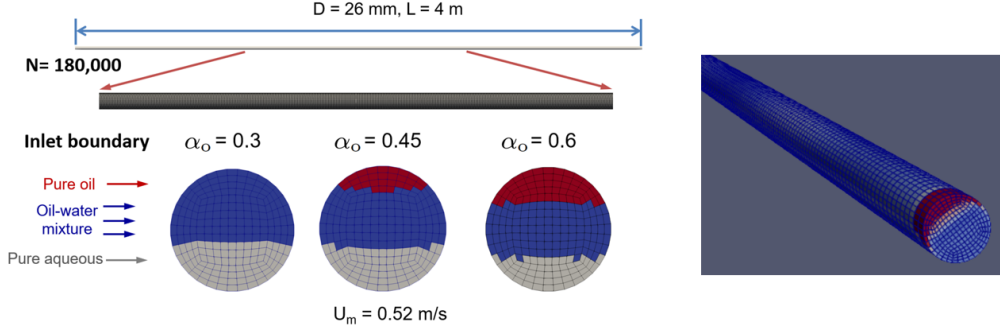 D = 26 mm, L = 4 m
N= 180,000
Inlet boundary
αₒ = 0.3
αₒ = 0.45
αₒ = 0.6
Pure oil
Oil-water
mixture
Pure aqueous
Uₘ = 0.52 m/s